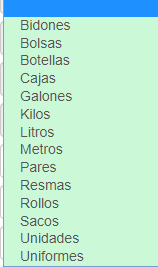 Bidones
Bolsas
Botellas
Cajas
Galones
Kilos
Litros
Metros
Pares
Resmas
Rollos
Sacos
Unidades
Uniformes